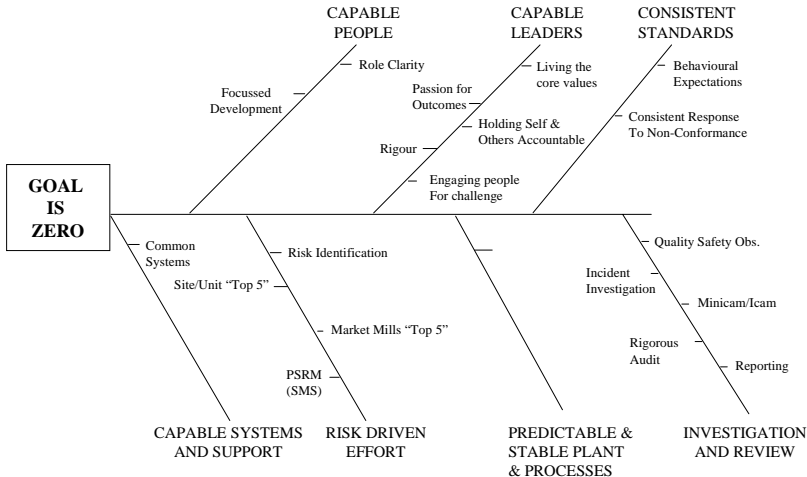 CAPABLE
PEOPLE
CAPABLE
LEADERS
CONSISTENT
STANDARDS
Role Clarity
Focussed
Development
Living the
core values
Passion for
Outcomes
Holding Self &
Others Accountable
Rigour
Engaging people
For challenge
Behavioural
Expectations
Consistent Response
To Non-Conformance
GOAL
IS
ZERO
Common
Systems
Risk Identification
Site/Unit “Top 5”
Market Mills “Top 5”
PSRM
(SMS)
Quality Safety Obs.
Incident
Investigation
Minicam/Icam
Rigorous
Audit
Reporting
CAPABLE SYSTEMS
AND SUPPORT
RISK DRIVEN
EFFORT
PREDICTABLE &
STABLE PLANT
& PROCESSES
INVESTIGATION
AND REVIEW